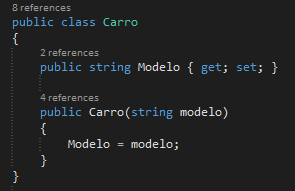 8 references
public class Carro
{
2 references
public string Modelo { get; set; }
4 references
public Carro(string modelo)
{
Modelo = modelo;
}
}